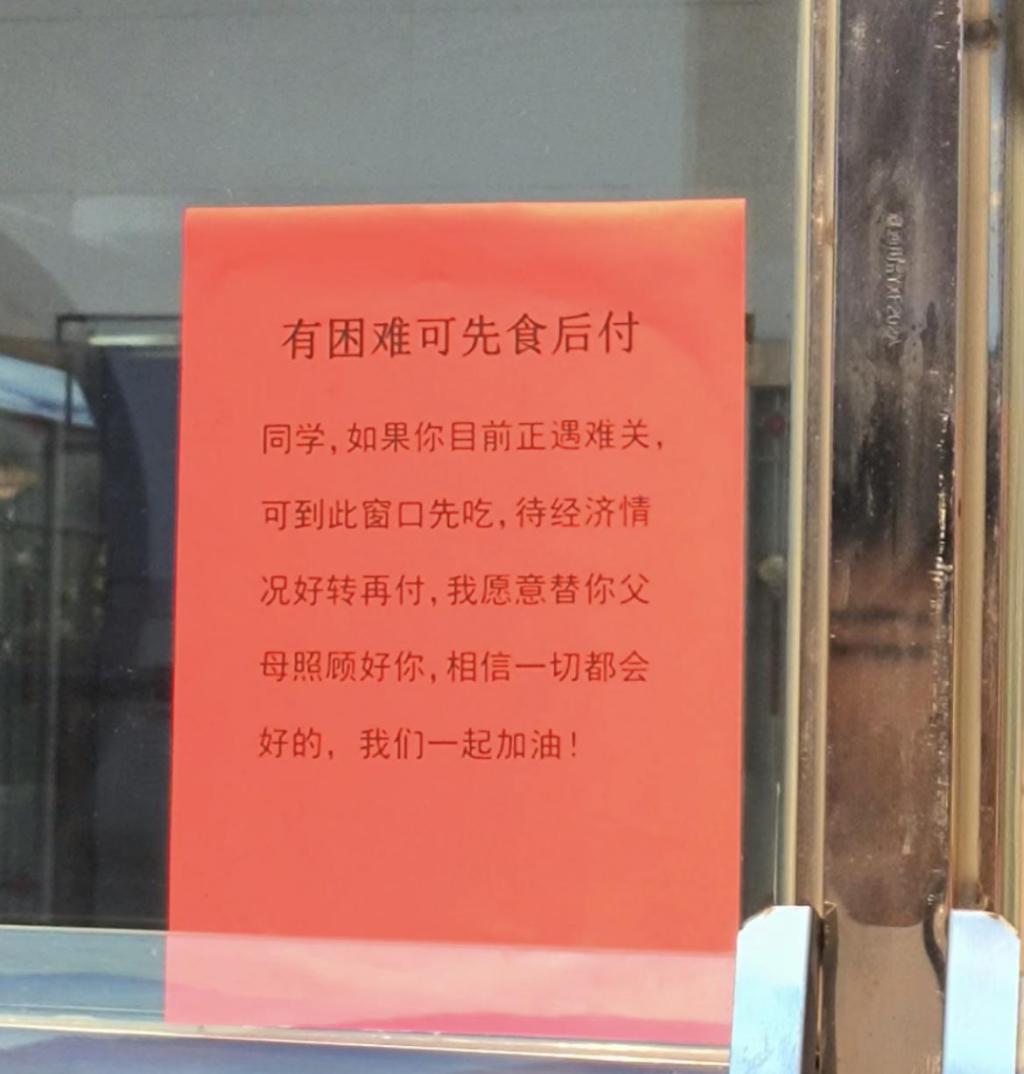 有困难可先食后付
同学,如果你目前正遇难关,
可到此窗口先吃,待经济情
况好转再付,我愿意替你父
母照顾好你,相信一切都会
好的, 我们一起加油!